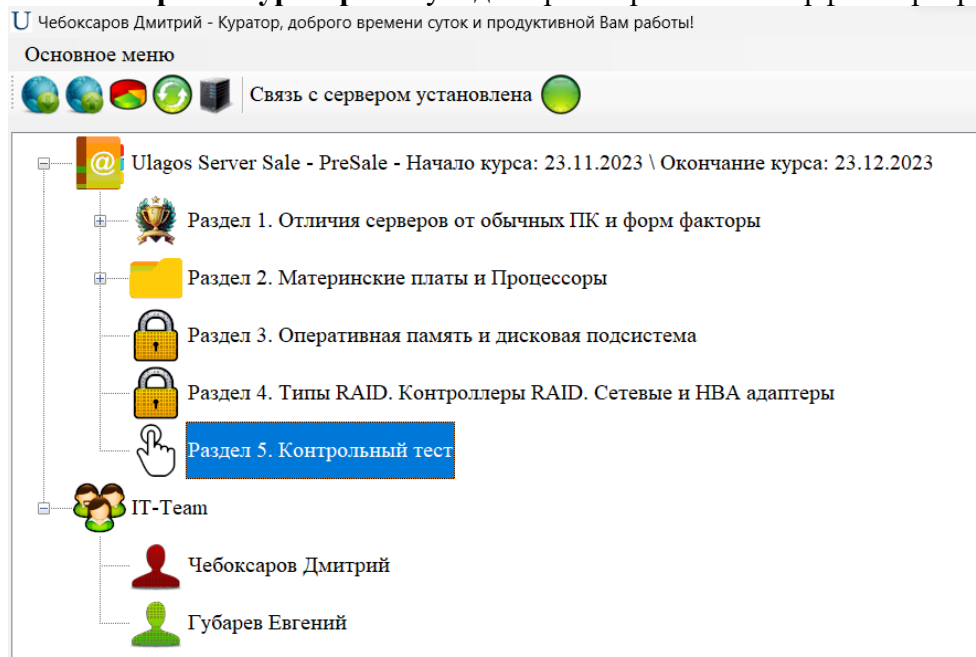 U Чебоксаров Дмитрий - Куратор, доброго времени суток и продуктивной Вам работы!
Основное меню
Связь с сервером установлена
Ulagos Server Sale - PreSale - Начало курса: 23.11.2023 \ Окончание курса: 23.12.2023
Раздел 1. Отличия серверов от обычных ПК и форм факторы
Раздел 2. Материнские платы и Процессоры
Раздел 3. Оперативная память и дисковая подсистема
Раздел 4. Типы RAID. Контроллеры RAID. Сетевые и HBA адаптеры
Раздел 5. Контрольный тест
IT-Team
Чебоксаров Дмитрий
Губарев Евгений